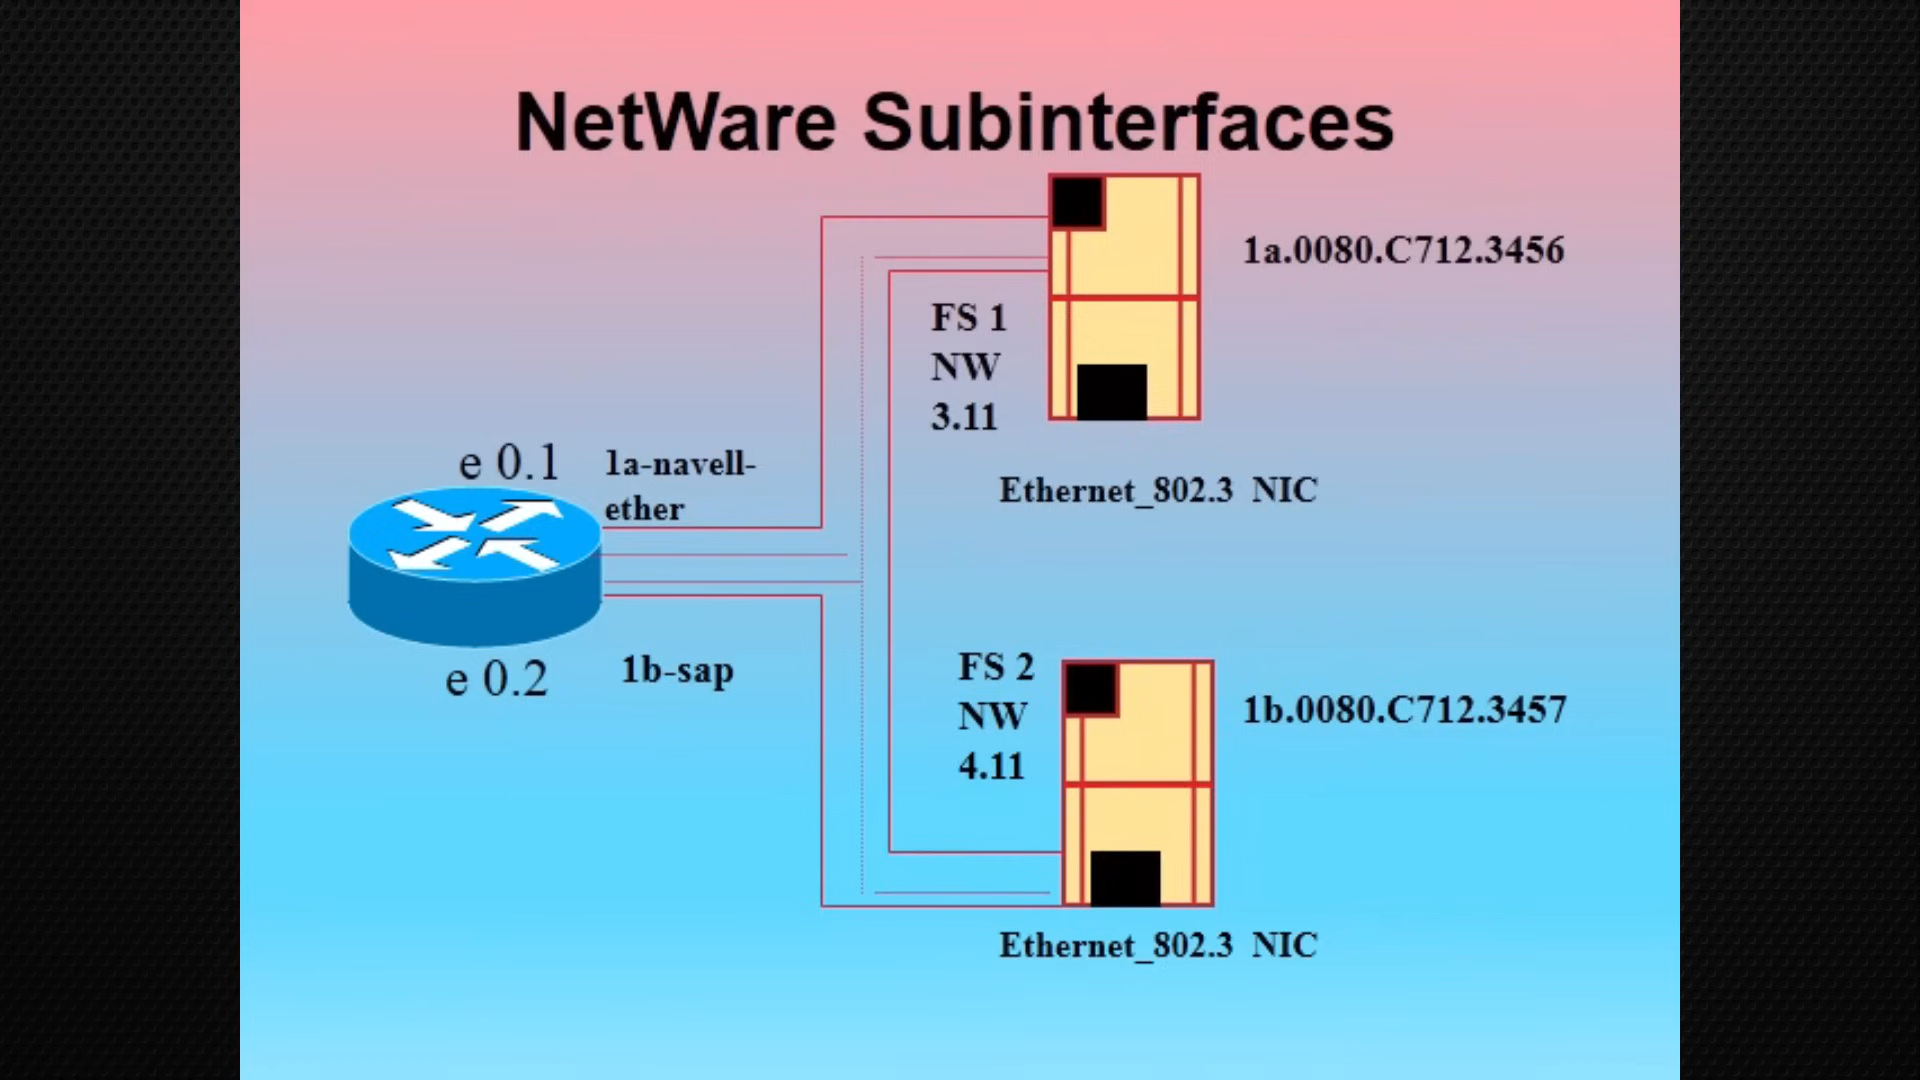 NetWare Subinterfaces
1a.0080.C712.3456
FS 1
NW
3.11
e 0.1
1a-navell-
ether
Ethernet_802.3 NIC
e 0.2
1b-sap
FS 2
NW
4.11
1b.0080.C712.3457
Ethernet_802.3 NIC